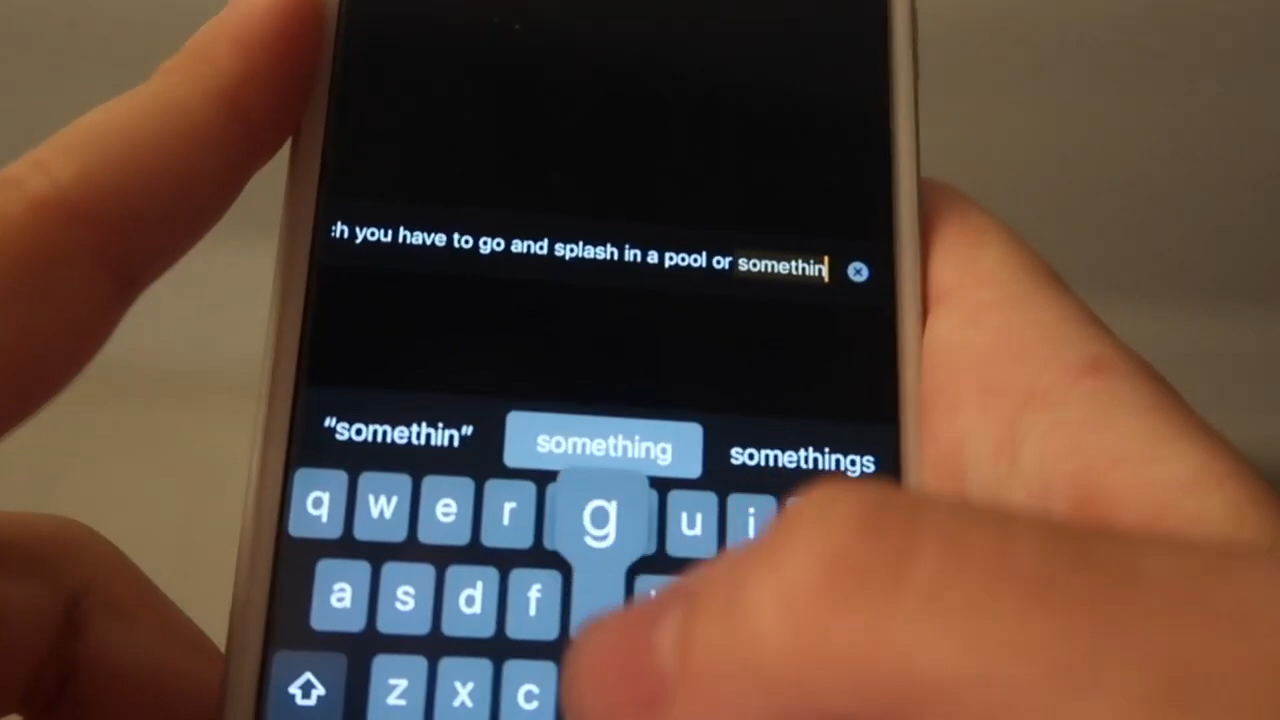 :h you have to go and splash in a pool or somethin
"somethin" something somethings
q w e r g u i
a s d f
z x c